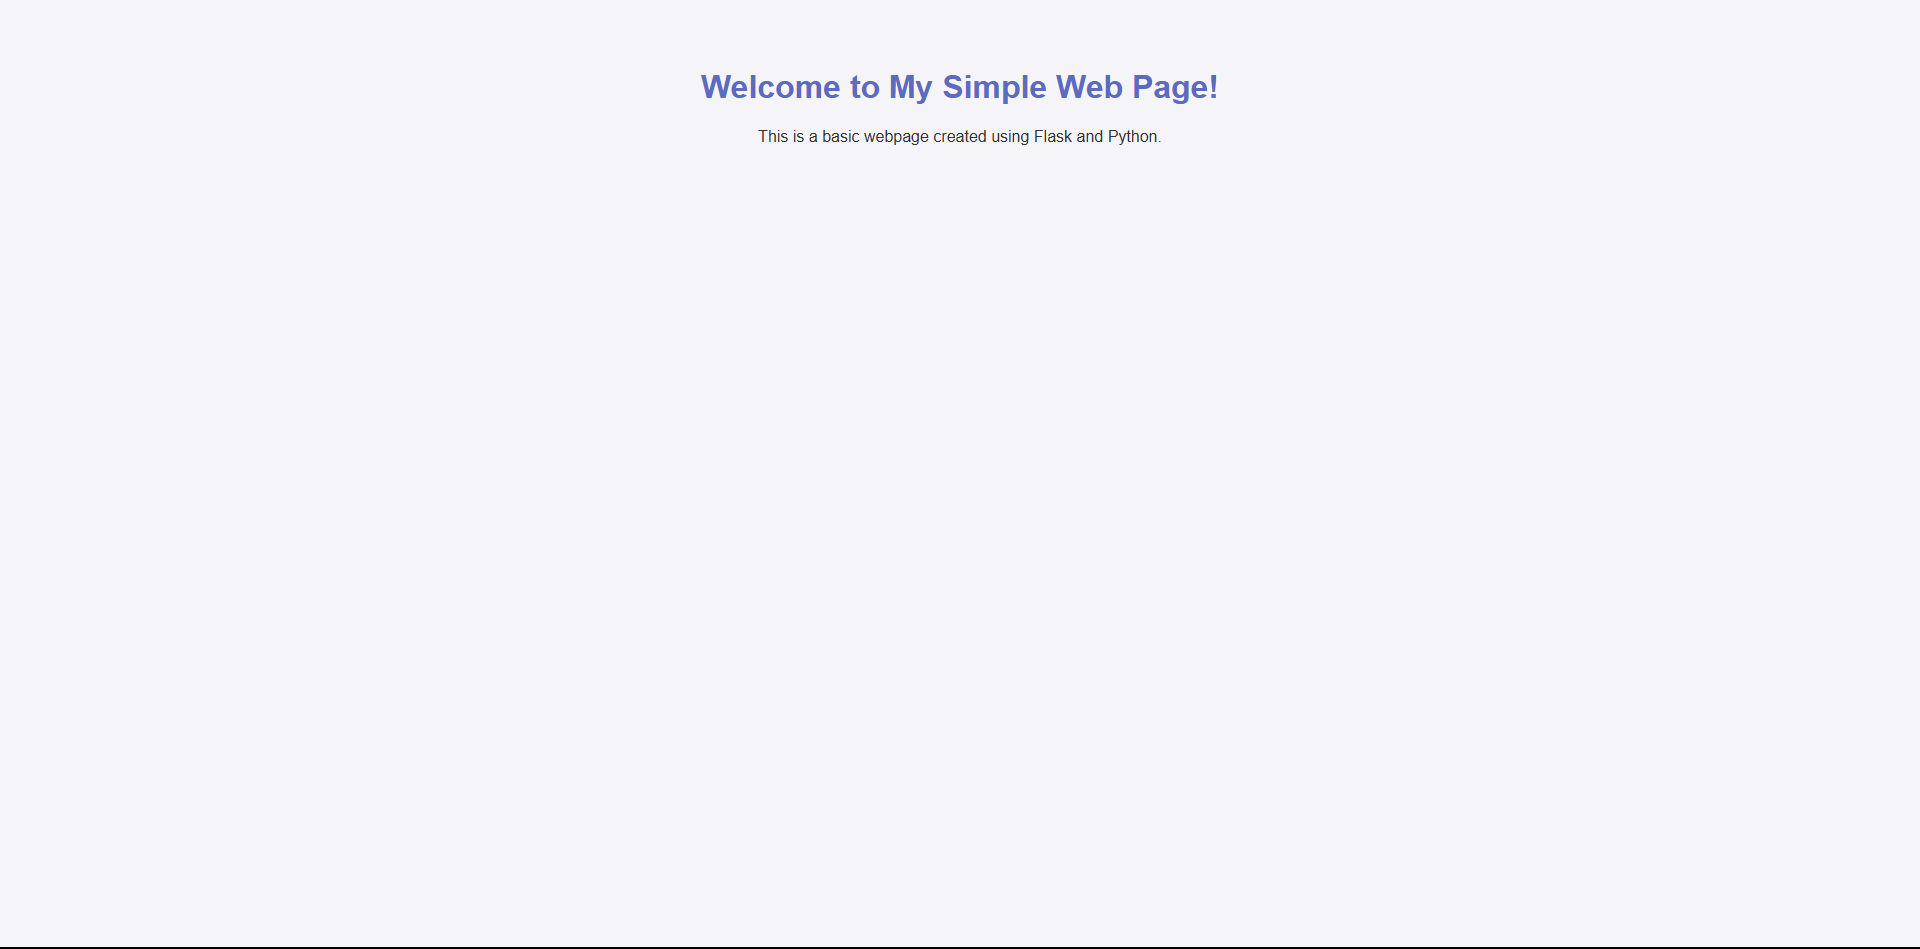 Welcome to My Simple Web Page!
This is a basic webpage created using Flask and Python.